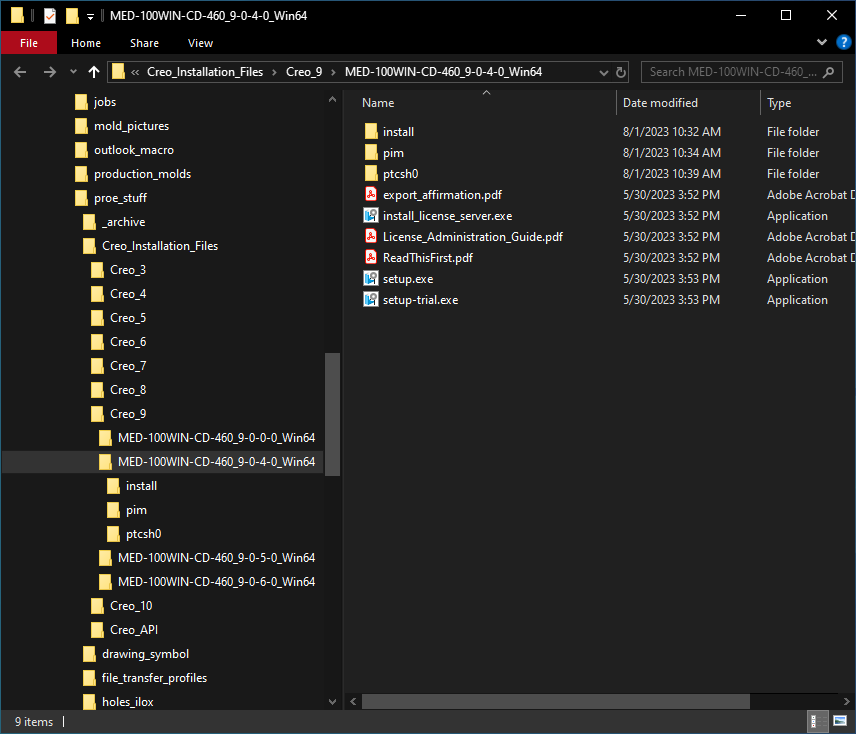 MED-100WIN-CD-460_9-0-4-0_Win64
File Home Share View
« Creo_Installation_Files › Creo_9 › MED-100WIN-CD-460_9-0-4-0_Win64
Search MED-100WIN-CD-460_...
jobs
mold_pictures
outlook_macro
production_molds
proe_stuff
_archive
Creo_Installation_Files
Creo_3
Creo_4
Creo_5
Creo_6
Creo_7
Creo_8
Creo_9
MED-100WIN-CD-460_9-0-0-0_Win64
MED-100WIN-CD-460_9-0-4-0_Win64
install
pim
ptcsh0
MED-100WIN-CD-460_9-0-5-0_Win64
MED-100WIN-CD-460_9-0-6-0_Win64
Creo_10
Creo_API
drawing_symbol
file_transfer_profiles
holes_ilox
Name Date modified Type
install 8/1/2023 10:32 AM File folder
pim 8/1/2023 10:34 AM File folder
ptcsh0 8/1/2023 10:39 AM File folder
export_affirmation.pdf 5/30/2023 3:52 PM Adobe Acrobat D
install_license_server.exe 5/30/2023 3:52 PM Application
License_Administration_Guide.pdf 5/30/2023 3:52 PM Adobe Acrobat D
ReadThisFirst.pdf 5/30/2023 3:52 PM Adobe Acrobat D
setup.exe 5/30/2023 3:53 PM Application
setup-trial.exe 5/30/2023 3:53 PM Application
9 items